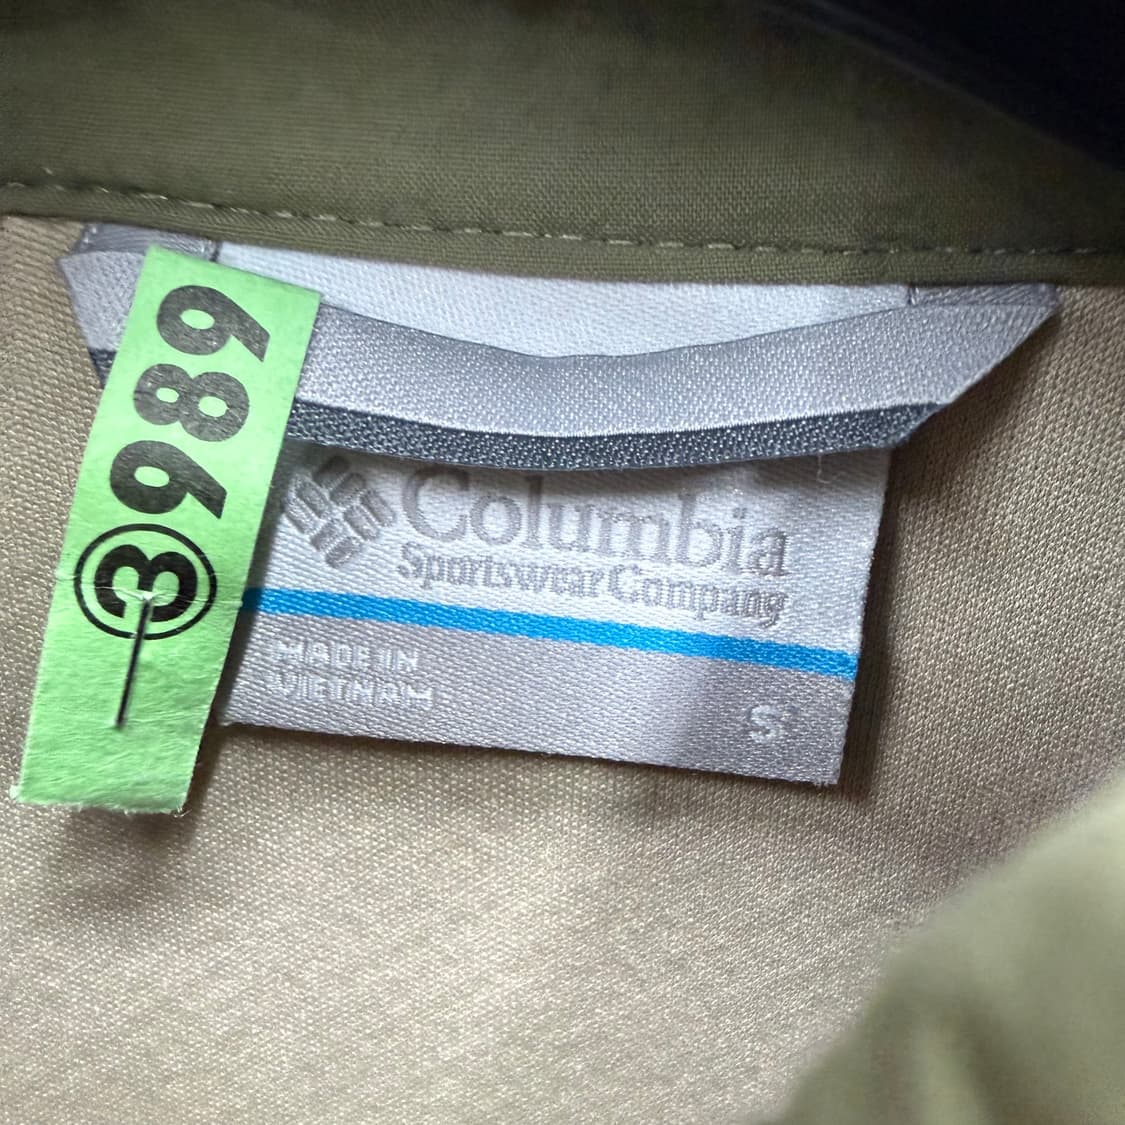 ③989
Columbia
Sportswear Company
MADE IN
VIETNAM
S